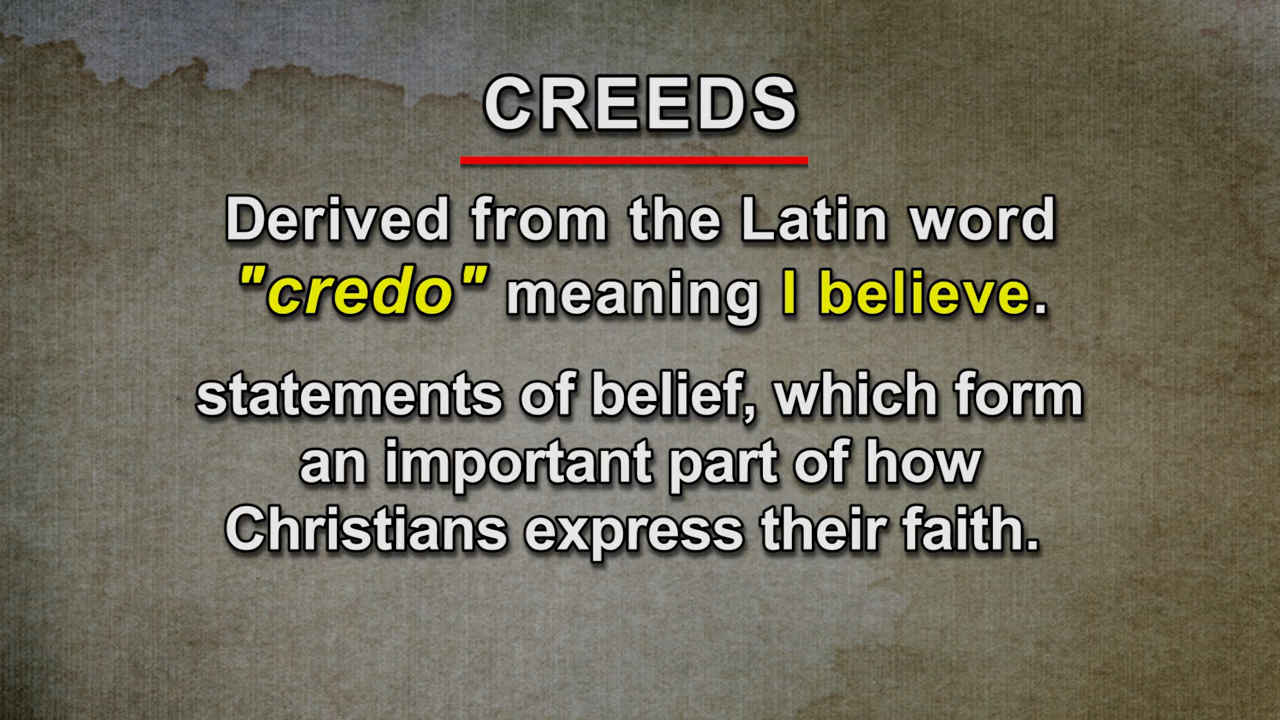 CREEDS
Derived from the Latin word
"credo" meaning I believe.
statements of belief, which form
an important part of how
Christians express their faith.